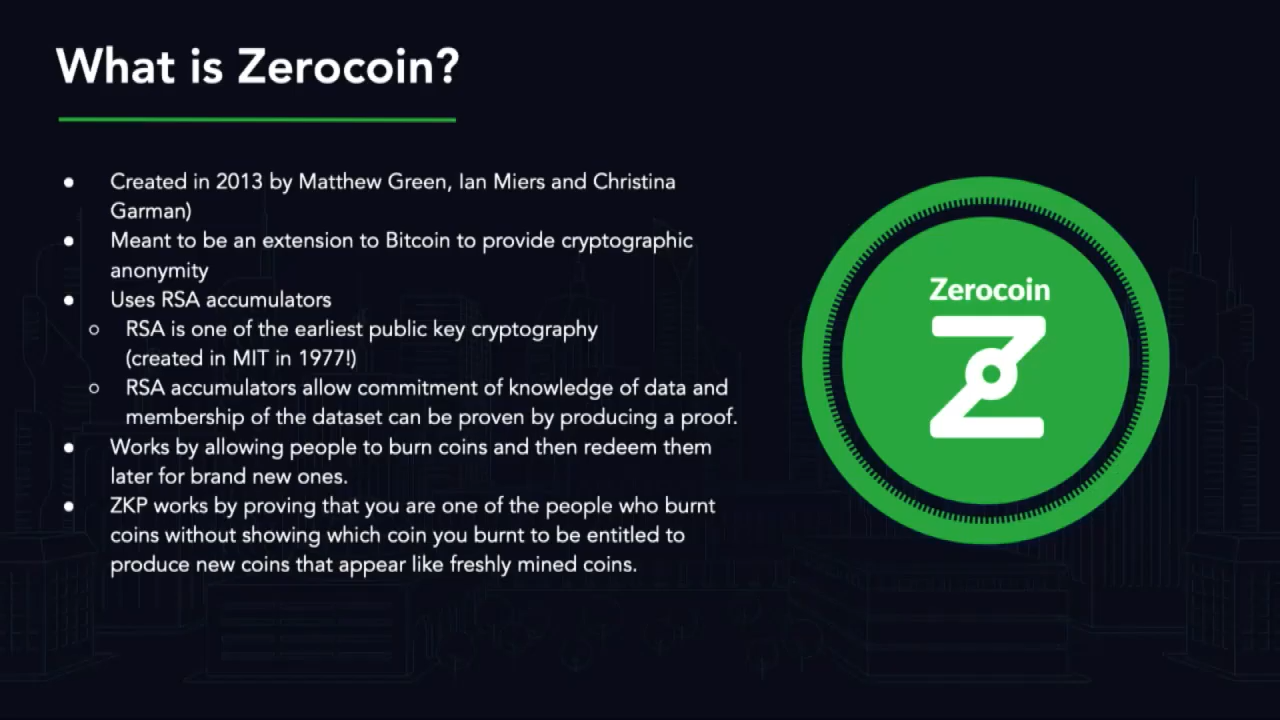 What is Zerocoin?
● Created in 2013 by Matthew Green, Ian Miers and Christina
Garman)
● Meant to be an extension to Bitcoin to provide cryptographic
anonymity
● Uses RSA accumulators
○ RSA is one of the earliest public key cryptography
(created in MIT in 1977!)
○ RSA accumulators allow commitment of knowledge of data and
membership of the dataset can be proven by producing a proof.
● Works by allowing people to burn coins and then redeem them
later for brand new ones.
● ZKP works by proving that you are one of the people who burnt
coins without showing which coin you burnt to be entitled to
produce new coins that appear like freshly mined coins.
Zerocoin